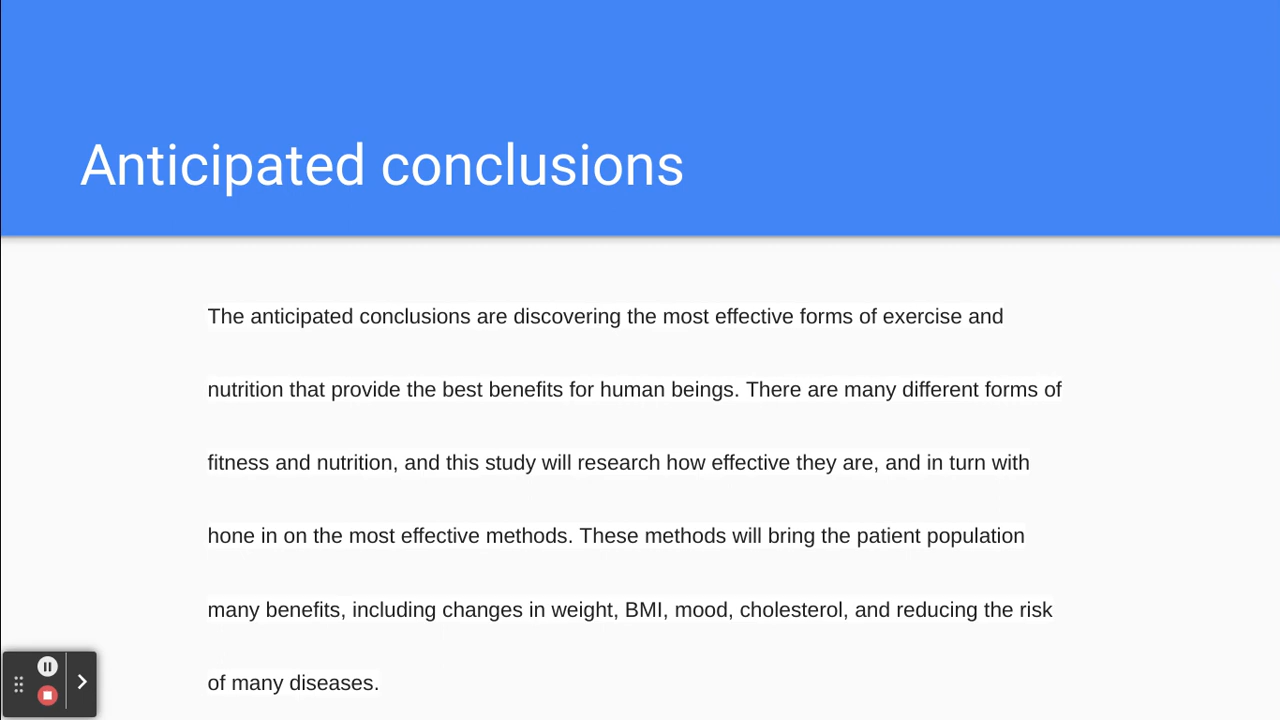 Anticipated conclusions
The anticipated conclusions are discovering the most effective forms of exercise and
nutrition that provide the best benefits for human beings. There are many different forms of
fitness and nutrition, and this study will research how effective they are, and in turn with
hone in on the most effective methods. These methods will bring the patient population
many benefits, including changes in weight, BMI, mood, cholesterol, and reducing the risk
of many diseases.